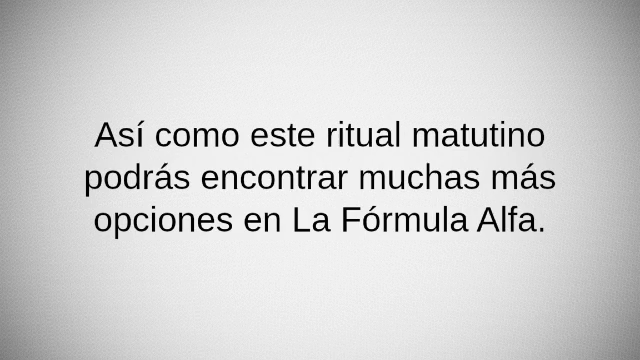 Así como este ritual matutino
podrás encontrar muchas más
opciones en La Fórmula Alfa.